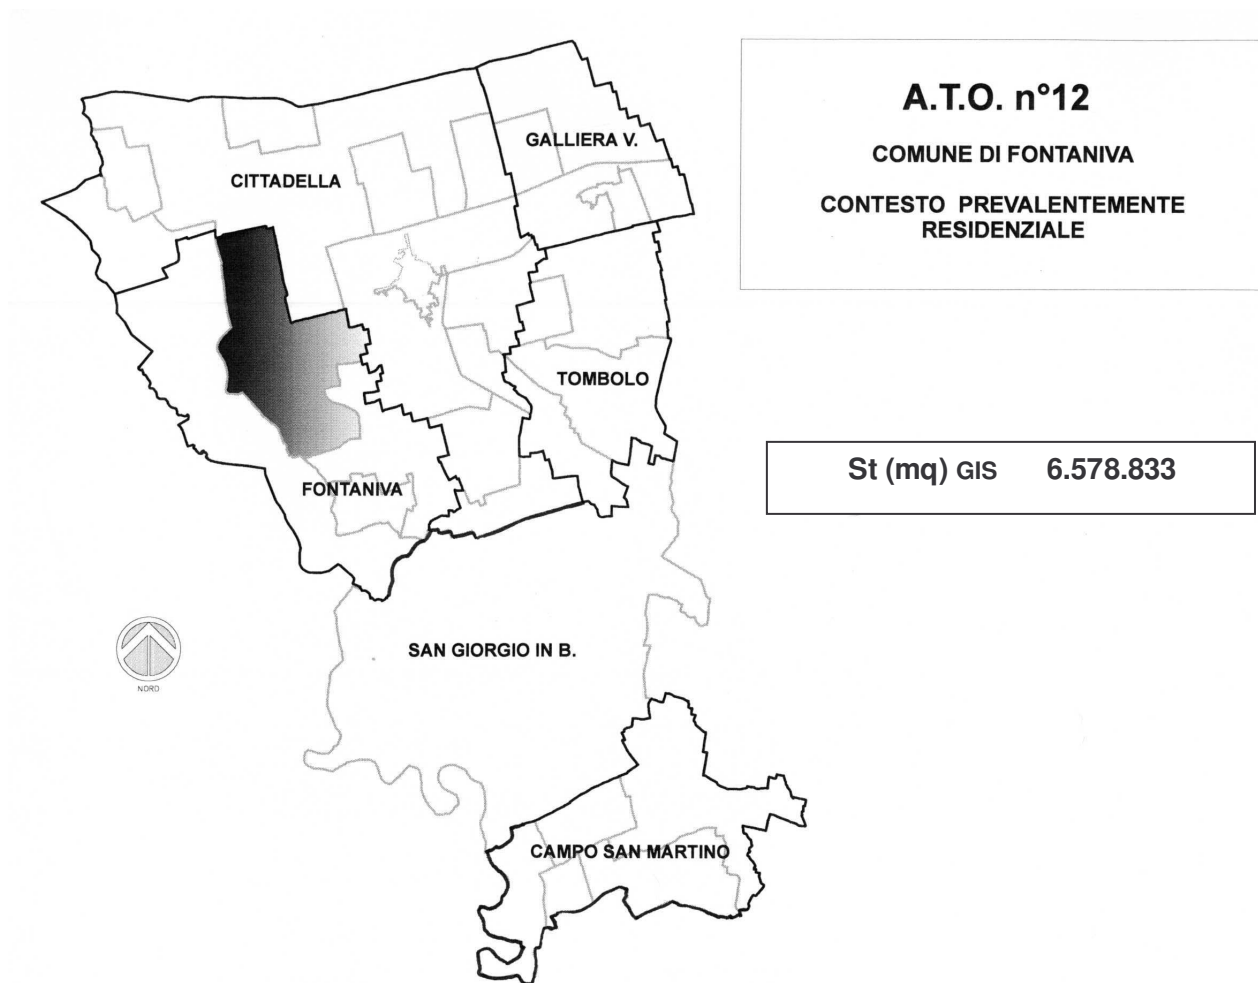 A.T.O. n°12
COMUNE DI FONTANIVA
CONTESTO PREVALENTEMENTE
RESIDENZIALE
GALLIERA V.
CITTADELLA
TOMBOLO
St (mq) GIS 6.578.833
FONTANIVA
SAN GIORGIO IN B.
NORD
CAMPO SAN MARTINO